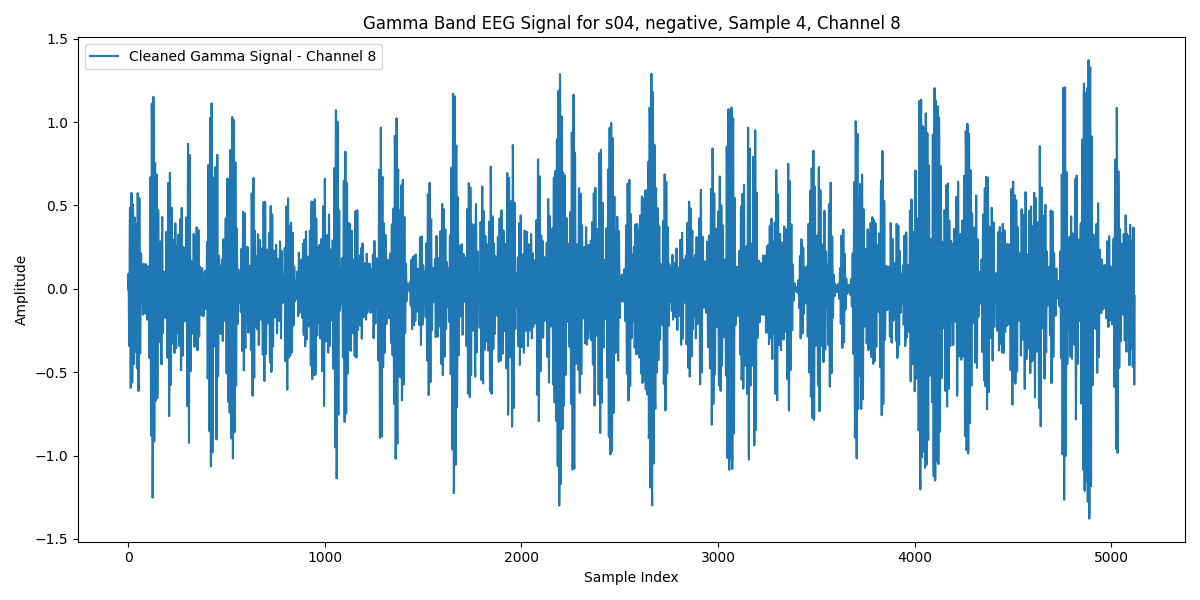 Gamma Band EEG Signal for s04, negative, Sample 4, Channel 8
Cleaned Gamma Signal - Channel 8
1.5
1.0
0.5
0.0
−0.5
−1.0
−1.5
Amplitude
0 1000 2000 3000 4000 5000
Sample Index